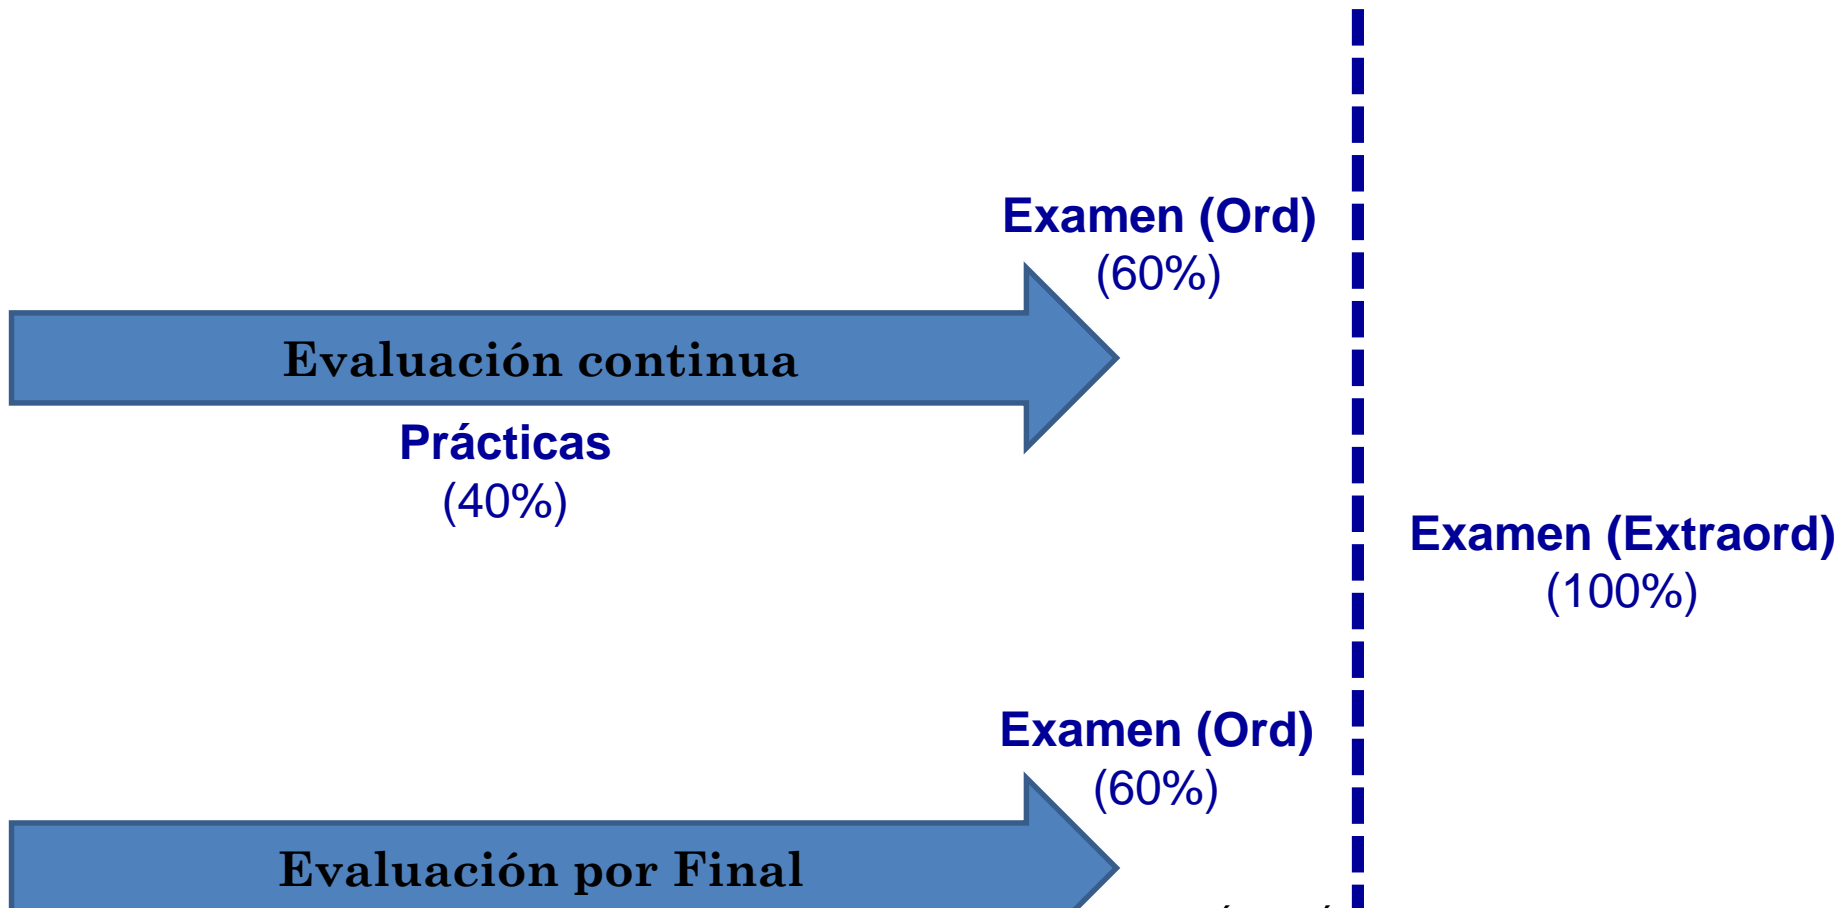 Examen (Ord)
(60%)
Evaluación continua
Prácticas
(40%)
Examen (Extraord)
(100%)
Examen (Ord)
(60%)
Evaluación por Final